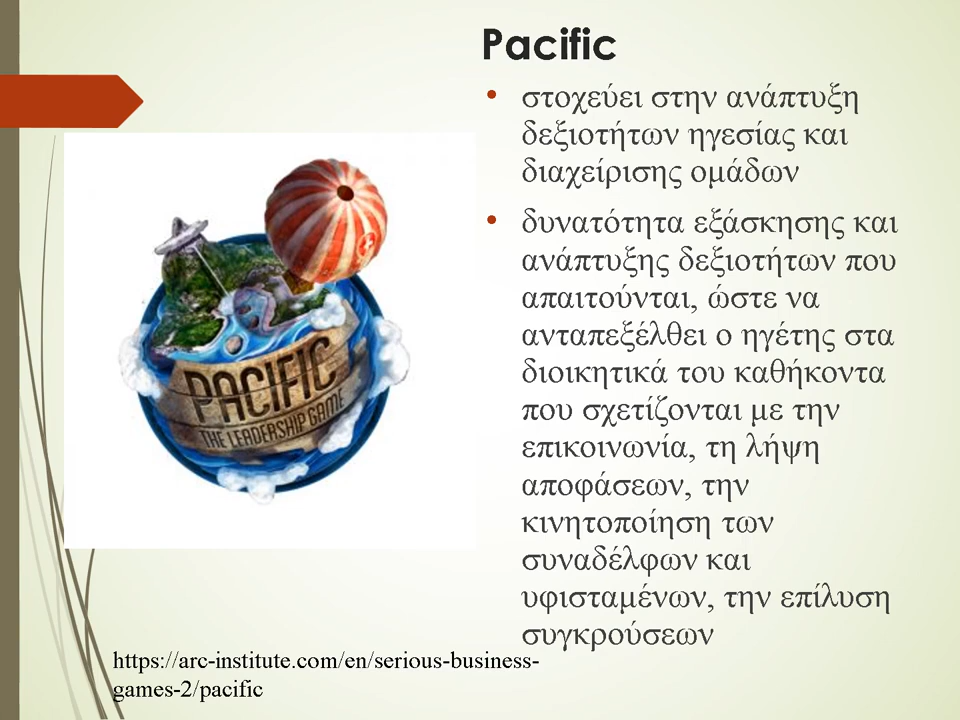 Pacific
• στοχεύει στην ανάπτυξη
δεξιοτήτων ηγεσίας και
διαχείρισης ομάδων
• δυνατότητα εξάσκησης και
ανάπτυξης δεξιοτήτων που
απαιτούνται, ώστε να
ανταπεξέλθει ο ηγέτης στα
διοικητικά του καθήκοντα
που σχετίζονται με την
επικοινωνία, τη λήψη
αποφάσεων, την
κινητοποίηση των
συναδέλφων και
υφισταμένων, την επίλυση
συγκρούσεων
PACIFIC
THE LEADERSHIP GAME
https://arc-institute.com/en/serious-business-
games-2/pacific